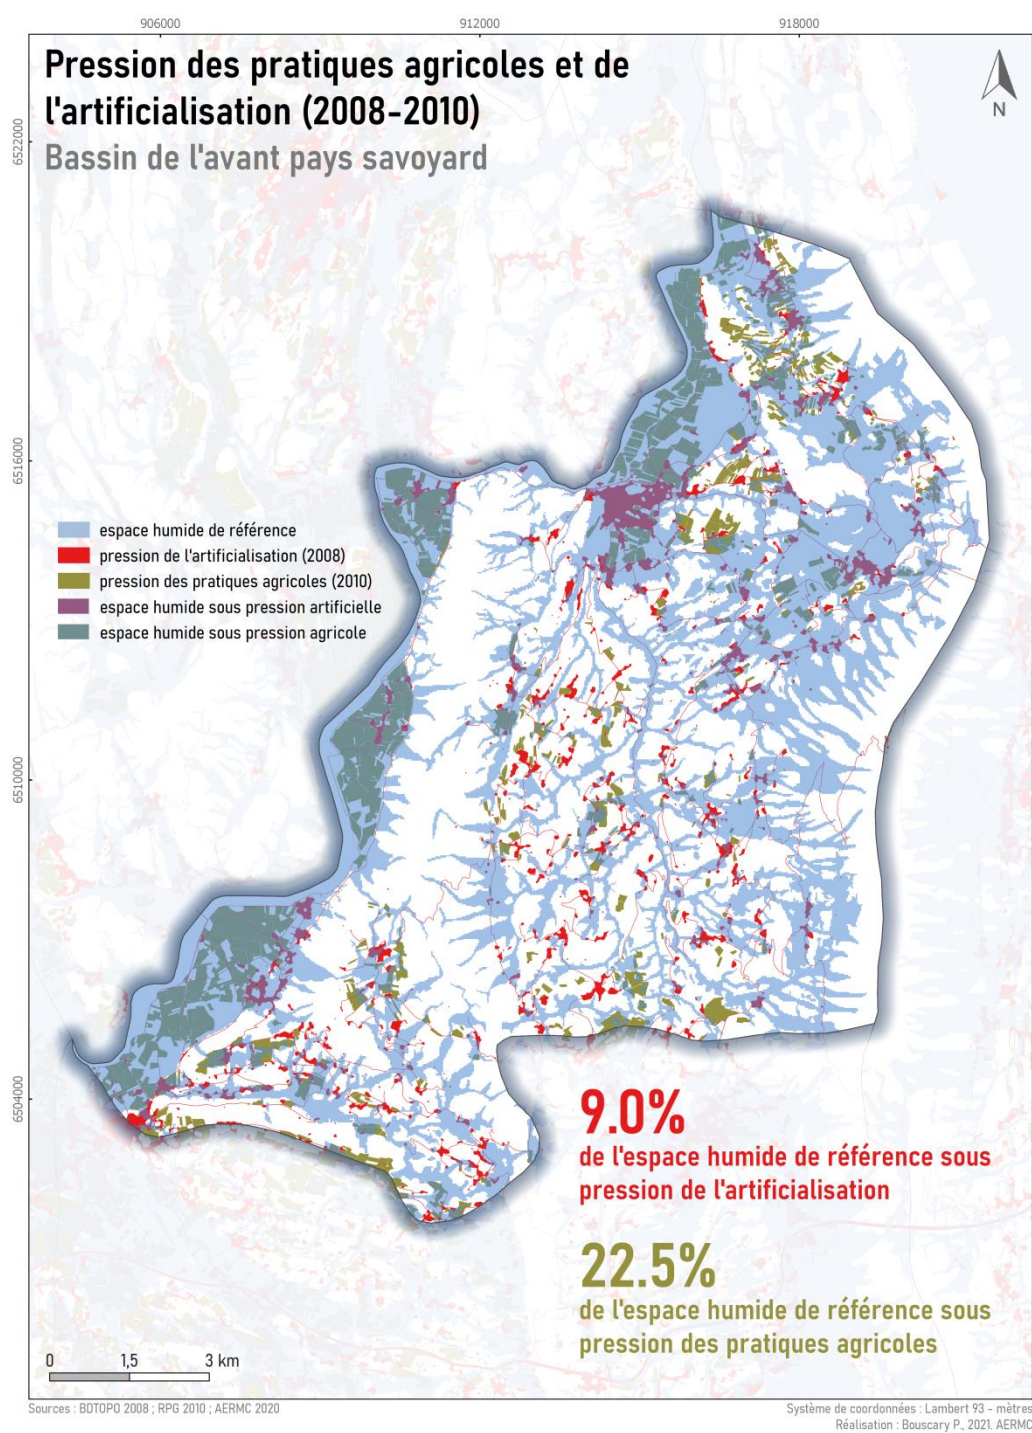 906000
912000
918000
Pression des pratiques agricoles et de
l'artificialisation (2008-2010)
Bassin de l'avant pays savoyard
N
6522000
6516000
espace humide de référence
pression de l'artificialisation (2008)
pression des pratiques agricoles (2010)
espace humide sous pression artificielle
espace humide sous pression agricole
6510000
6504000
9.0%
de l'espace humide de référence sous
pression de l'artificialisation
22.5%
de l'espace humide de référence sous
pression des pratiques agricoles
0 1,5 3 km
Sources : BDTOPO 2008 ; RPG 2010 ; AERMC 2020
Système de coordonnées : Lambert 93 - mètres
Réalisation : Bouscary P., 2021. AERMC